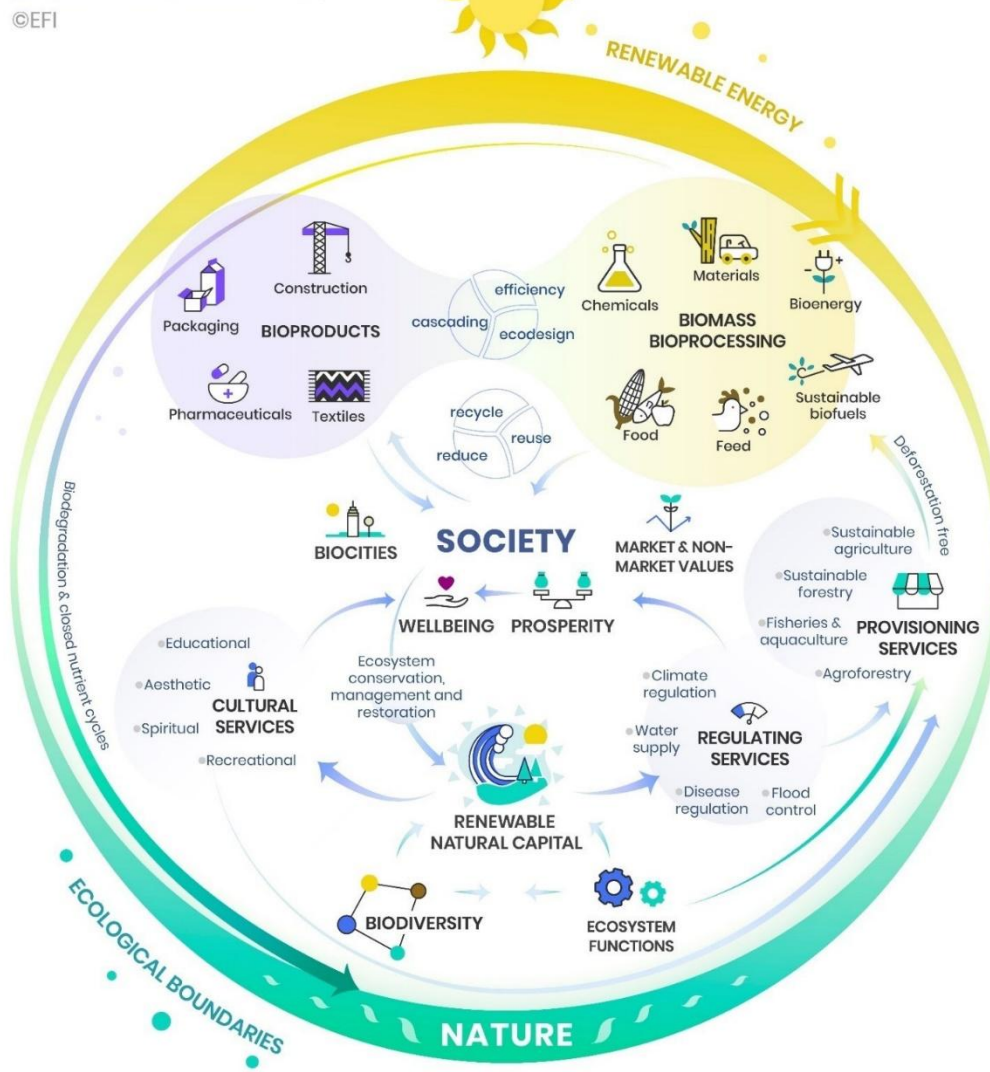 ©EFI
RENEWABLE ENERGY
Construction
Packaging
BIOPRODUCTS
Pharmaceuticals
Textiles
efficiency
cascading
ecodesign
Chemicals
Materials
Bioenergy
BIOMASS
BIOPROCESSING
Food
Feed
Sustainable
biofuels
recycle
reuse
reduce
Deforestation free
Biodegradation & closed nutrient cycles
BIOCITIES
SOCIETY
MARKET & NON-
MARKET VALUES
WELLBEING
PROSPERITY
Sustainable
agriculture
Sustainable
forestry
Fisheries &
aquaculture
PROVISIONING
SERVICES
Agroforestry
Educational
Aesthetic
CULTURAL
SERVICES
Spiritual
Recreational
Ecosystem
conservation,
management and
restoration
Climate
regulation
Water
supply
REGULATING
SERVICES
Disease
regulation
Flood
control
RENEWABLE
NATURAL CAPITAL
BIODIVERSITY
ECOSYSTEM
FUNCTIONS
ECOLOGICAL BOUNDARIES
NATURE